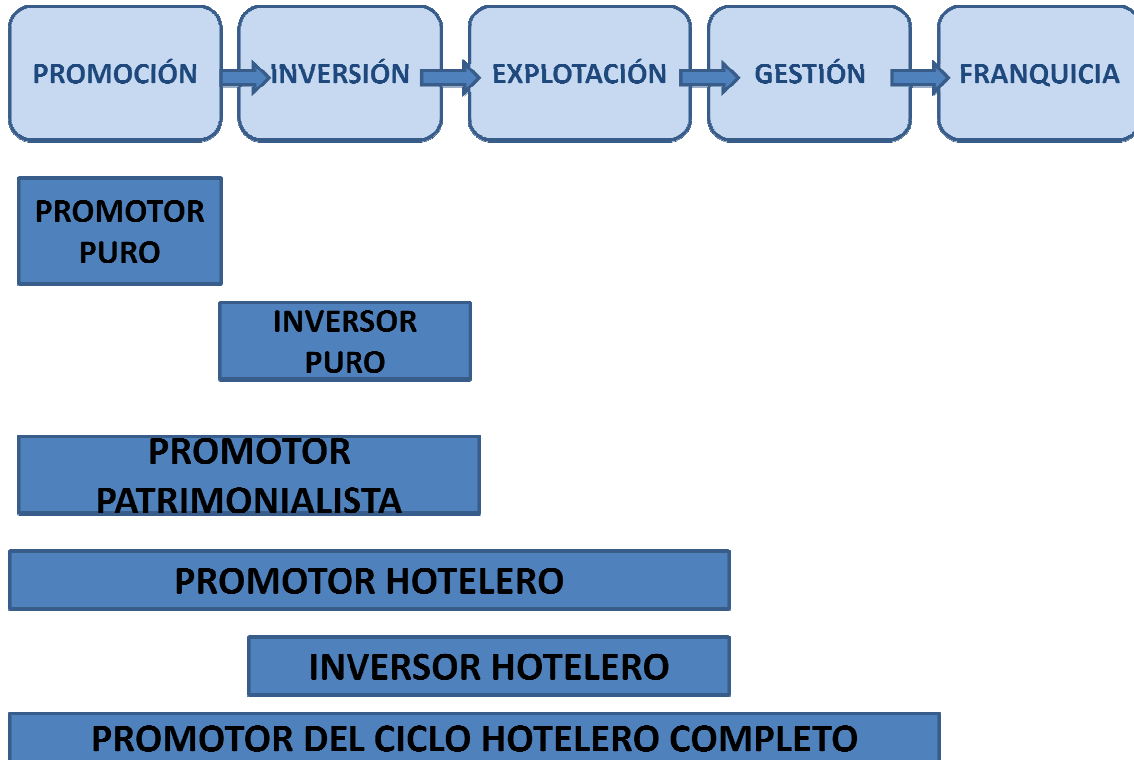 PROMOCIÓN
INVERSIÓN
EXPLOTACIÓN
GESTIÓN
FRANQUICIA
PROMOTOR
PURO
INVERSOR
PURO
PROMOTOR
PATRIMONIALISTA
PROMOTOR HOTELERO
INVERSOR HOTELERO
PROMOTOR DEL CICLO HOTELERO COMPLETO